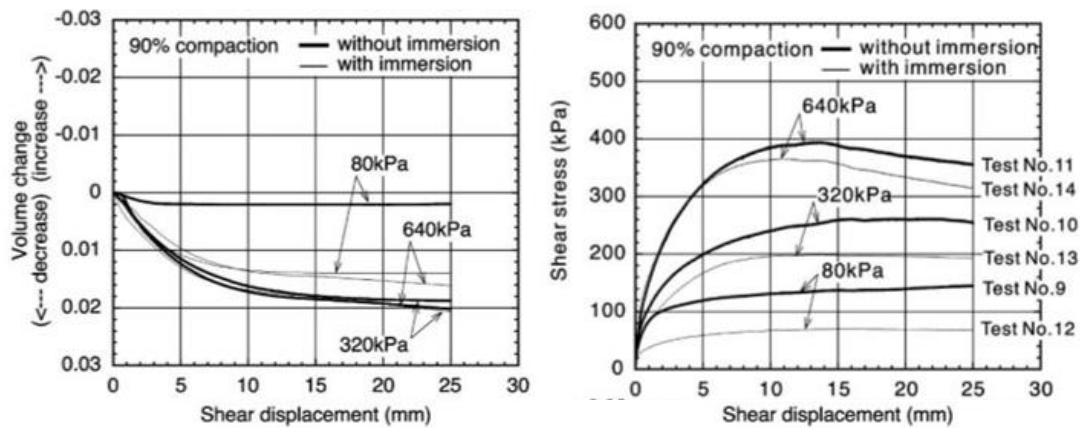 -0.03
-0.02
-0.01
0
0.01
0.02
0.03
Volume change
(<--- decrease) (increase --->)
90% compaction
without immersion
with immersion
80kPa
640kPa
320kPa
0 5 10 15 20 25 30
Shear displacement (mm)
600
500
400
300
200
100
0
Shear stress (kPa)
90% compaction
without immersion
with immersion
640kPa
320kPa
80kPa
Test No.11
Test No.14
Test No.10
Test No.13
Test No.9
Test No.12
0 5 10 15 20 25 30
Shear displacement (mm)